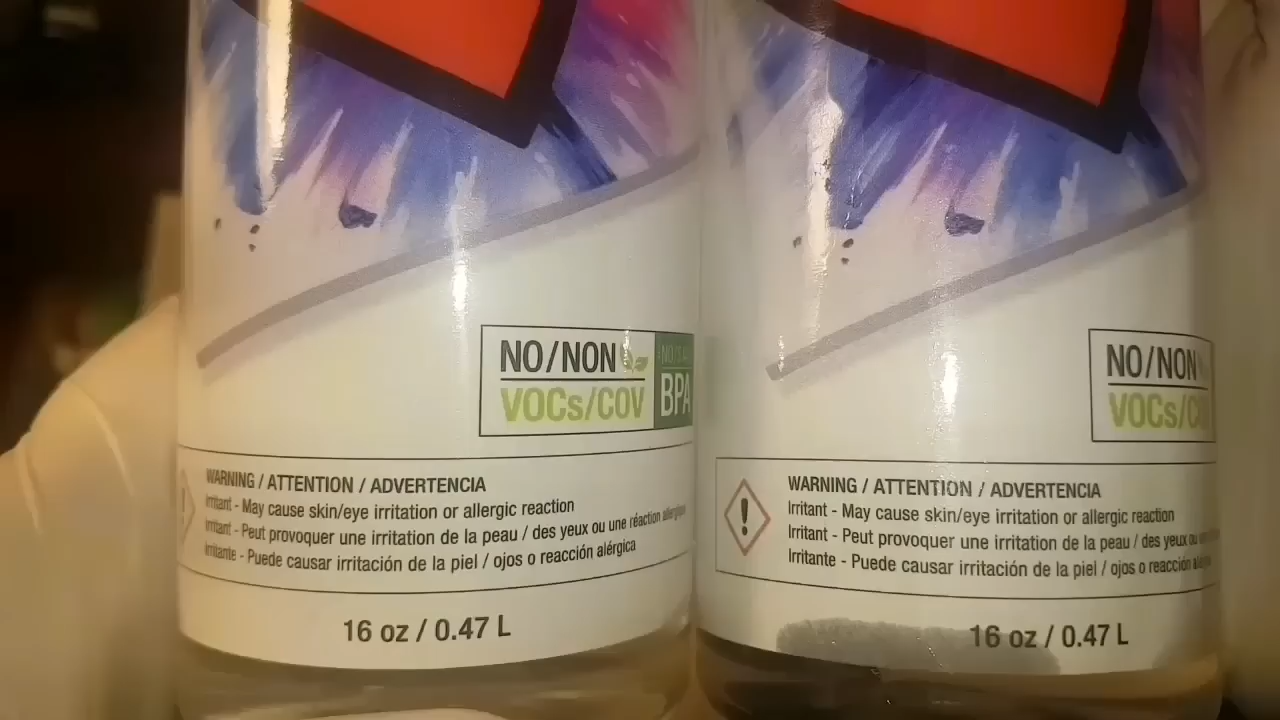 NO/NON
VOCs/COV
BPA
WARNING / ATTENTION / ADVERTENCIA
Irritant - May cause skin/eye irritation or allergic reaction
Irritant - Peut provoquer une irritation de la peau / des yeux ou une réaction allergique
Irritante - Puede causar irritación de la piel / ojos o reacción alérgica
16 oz / 0.47 L
NO/NON
VOCs/
WARNING / ATTENTION / ADVERTENCIA
Irritant - May cause skin/eye irritation or allergic reaction
Irritant - Peut provoquer une irritation de la peau / des yeux ou
Irritante - Puede causar irritación de la piel / ojos o reacción
16 oz / 0.47 L